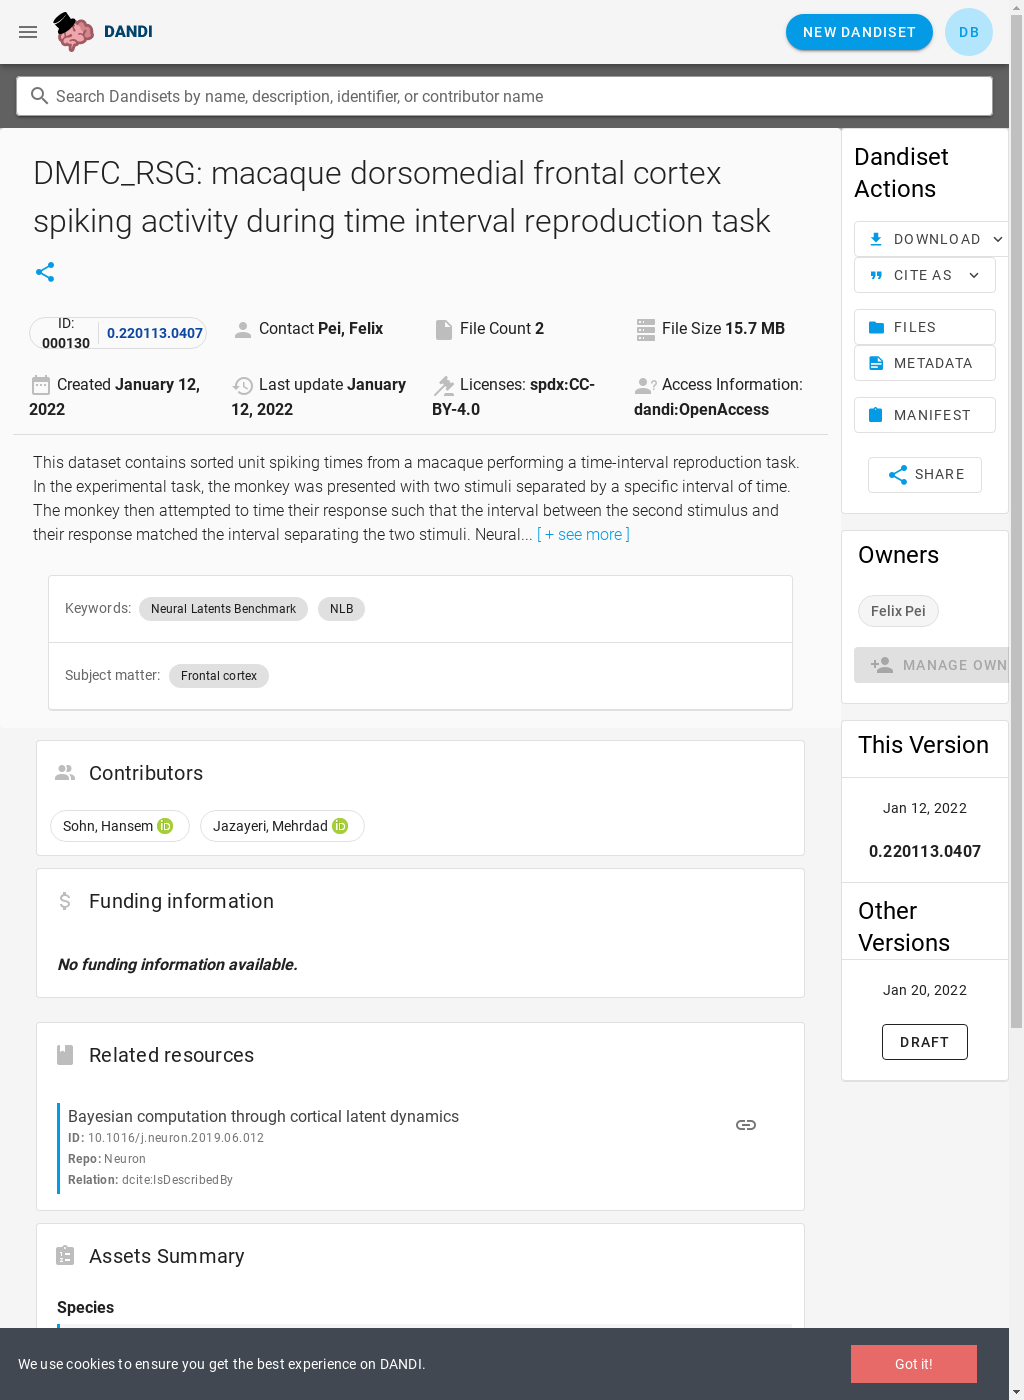 DANDI
NEW DANDISET
DB
Search Dandisets by name, description, identifier, or contributor name
DMFC_RSG: macaque dorsomedial frontal cortex
spiking activity during time interval reproduction task
ID:
000130
0.220113.0407
Contact Pei, Felix
File Count 2
File Size 15.7 MB
Created January 12,
2022
Last update January
12, 2022
Licenses: spdx:CC-
BY-4.0
Access Information:
dandi:OpenAccess
This dataset contains sorted unit spiking times from a macaque performing a time-interval reproduction task.
In the experimental task, the monkey was presented with two stimuli separated by a specific interval of time.
The monkey then attempted to time their response such that the interval between the second stimulus and
their response matched the interval separating the two stimuli. Neural... [ + see more ]
Keywords: Neural Latents Benchmark NLB
Subject matter: Frontal cortex
Contributors
Sohn, Hansem iD
Jazayeri, Mehrdad iD
Funding information
No funding information available.
Related resources
Bayesian computation through cortical latent dynamics
ID: 10.1016/j.neuron.2019.06.012
Repo: Neuron
Relation: dcite:IsDescribedBy
Assets Summary
Species
Dandiset
Actions
DOWNLOAD
CITE AS
FILES
METADATA
MANIFEST
SHARE
Owners
Felix Pei
MANAGE OWN
This Version
Jan 12, 2022
0.220113.0407
Other
Versions
Jan 20, 2022
DRAFT
We use cookies to ensure you get the best experience on DANDI.
Got it!